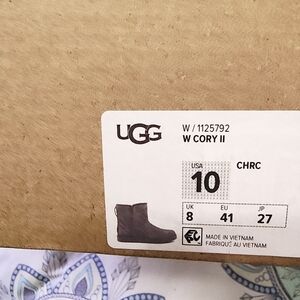 UGG
W / 1125792
W CORY II
USA
10
CHRC
UK EU JP
8 41 27
MADE IN VIETNAM
FABRIQUÉ AU VIETNAM